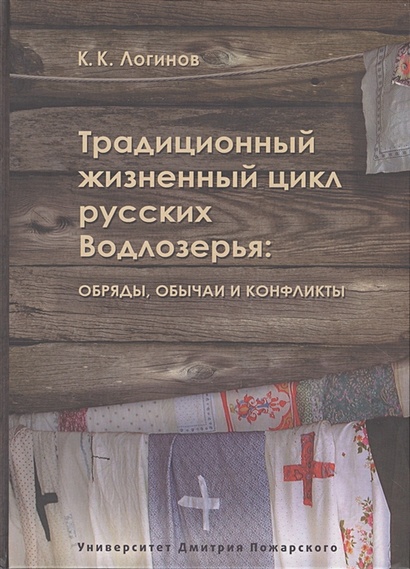 К. К. Логинов
Традиционный
жизненный цикл
русских
Водлозерья:
ОБРЯДЫ, ОБЫЧАИ И КОНФЛИКТЫ
Университет Дмитрия Пожарского